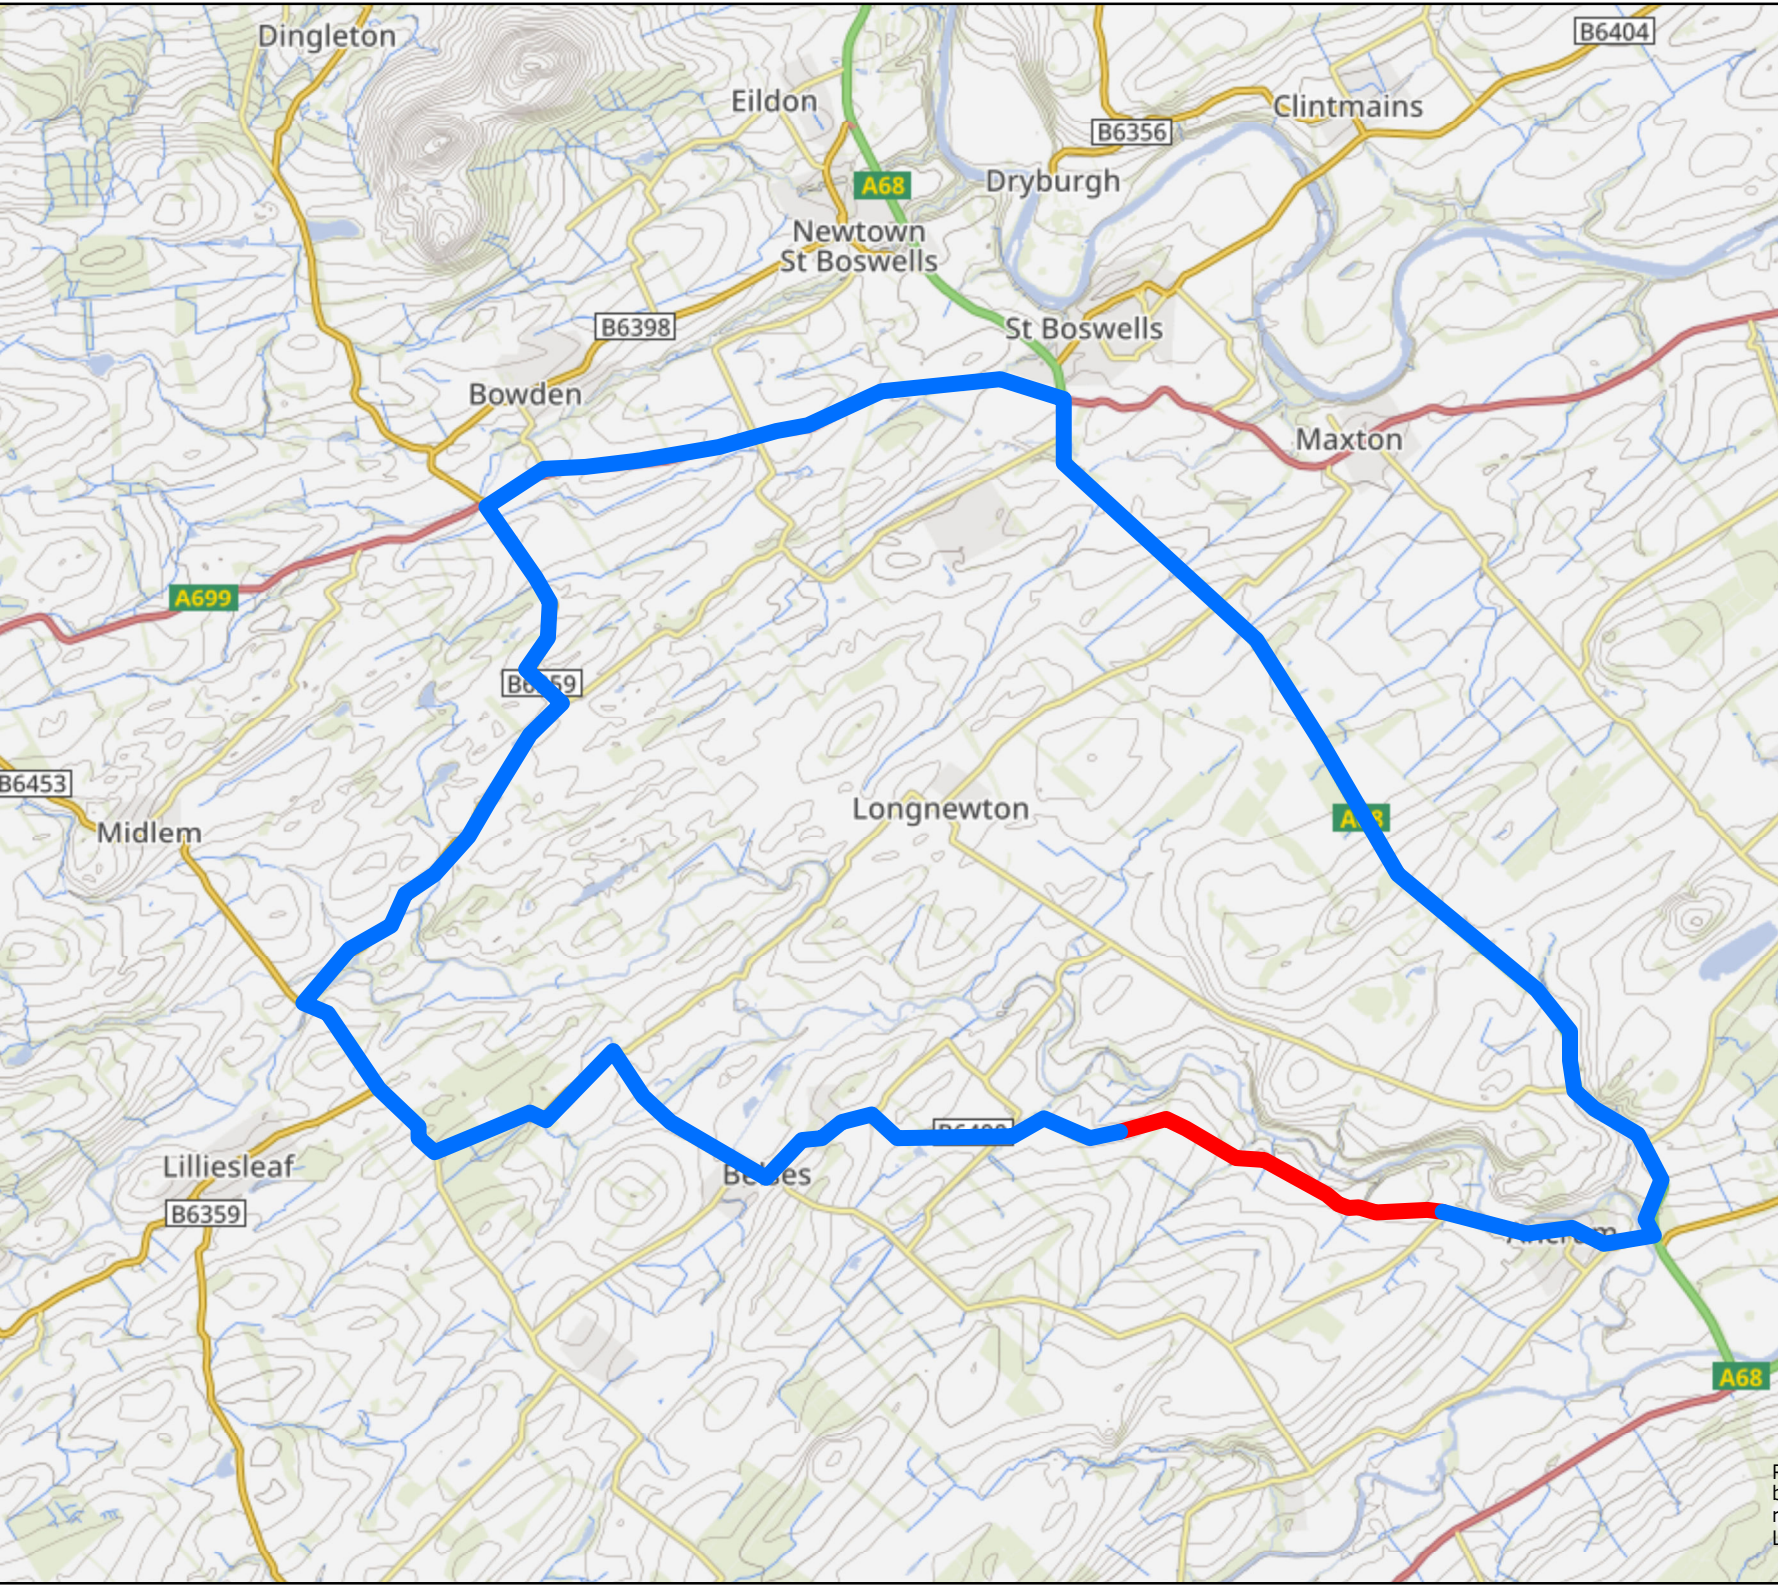 Dingleton
B6404
Eildon
Clintmains
B6356
Dryburgh
A68
Newtown
St Boswells
B6398
St Boswells
Bowden
Maxton
A699
B6453
Midlem
Longnewton
Lilliesleaf
B6359
A68